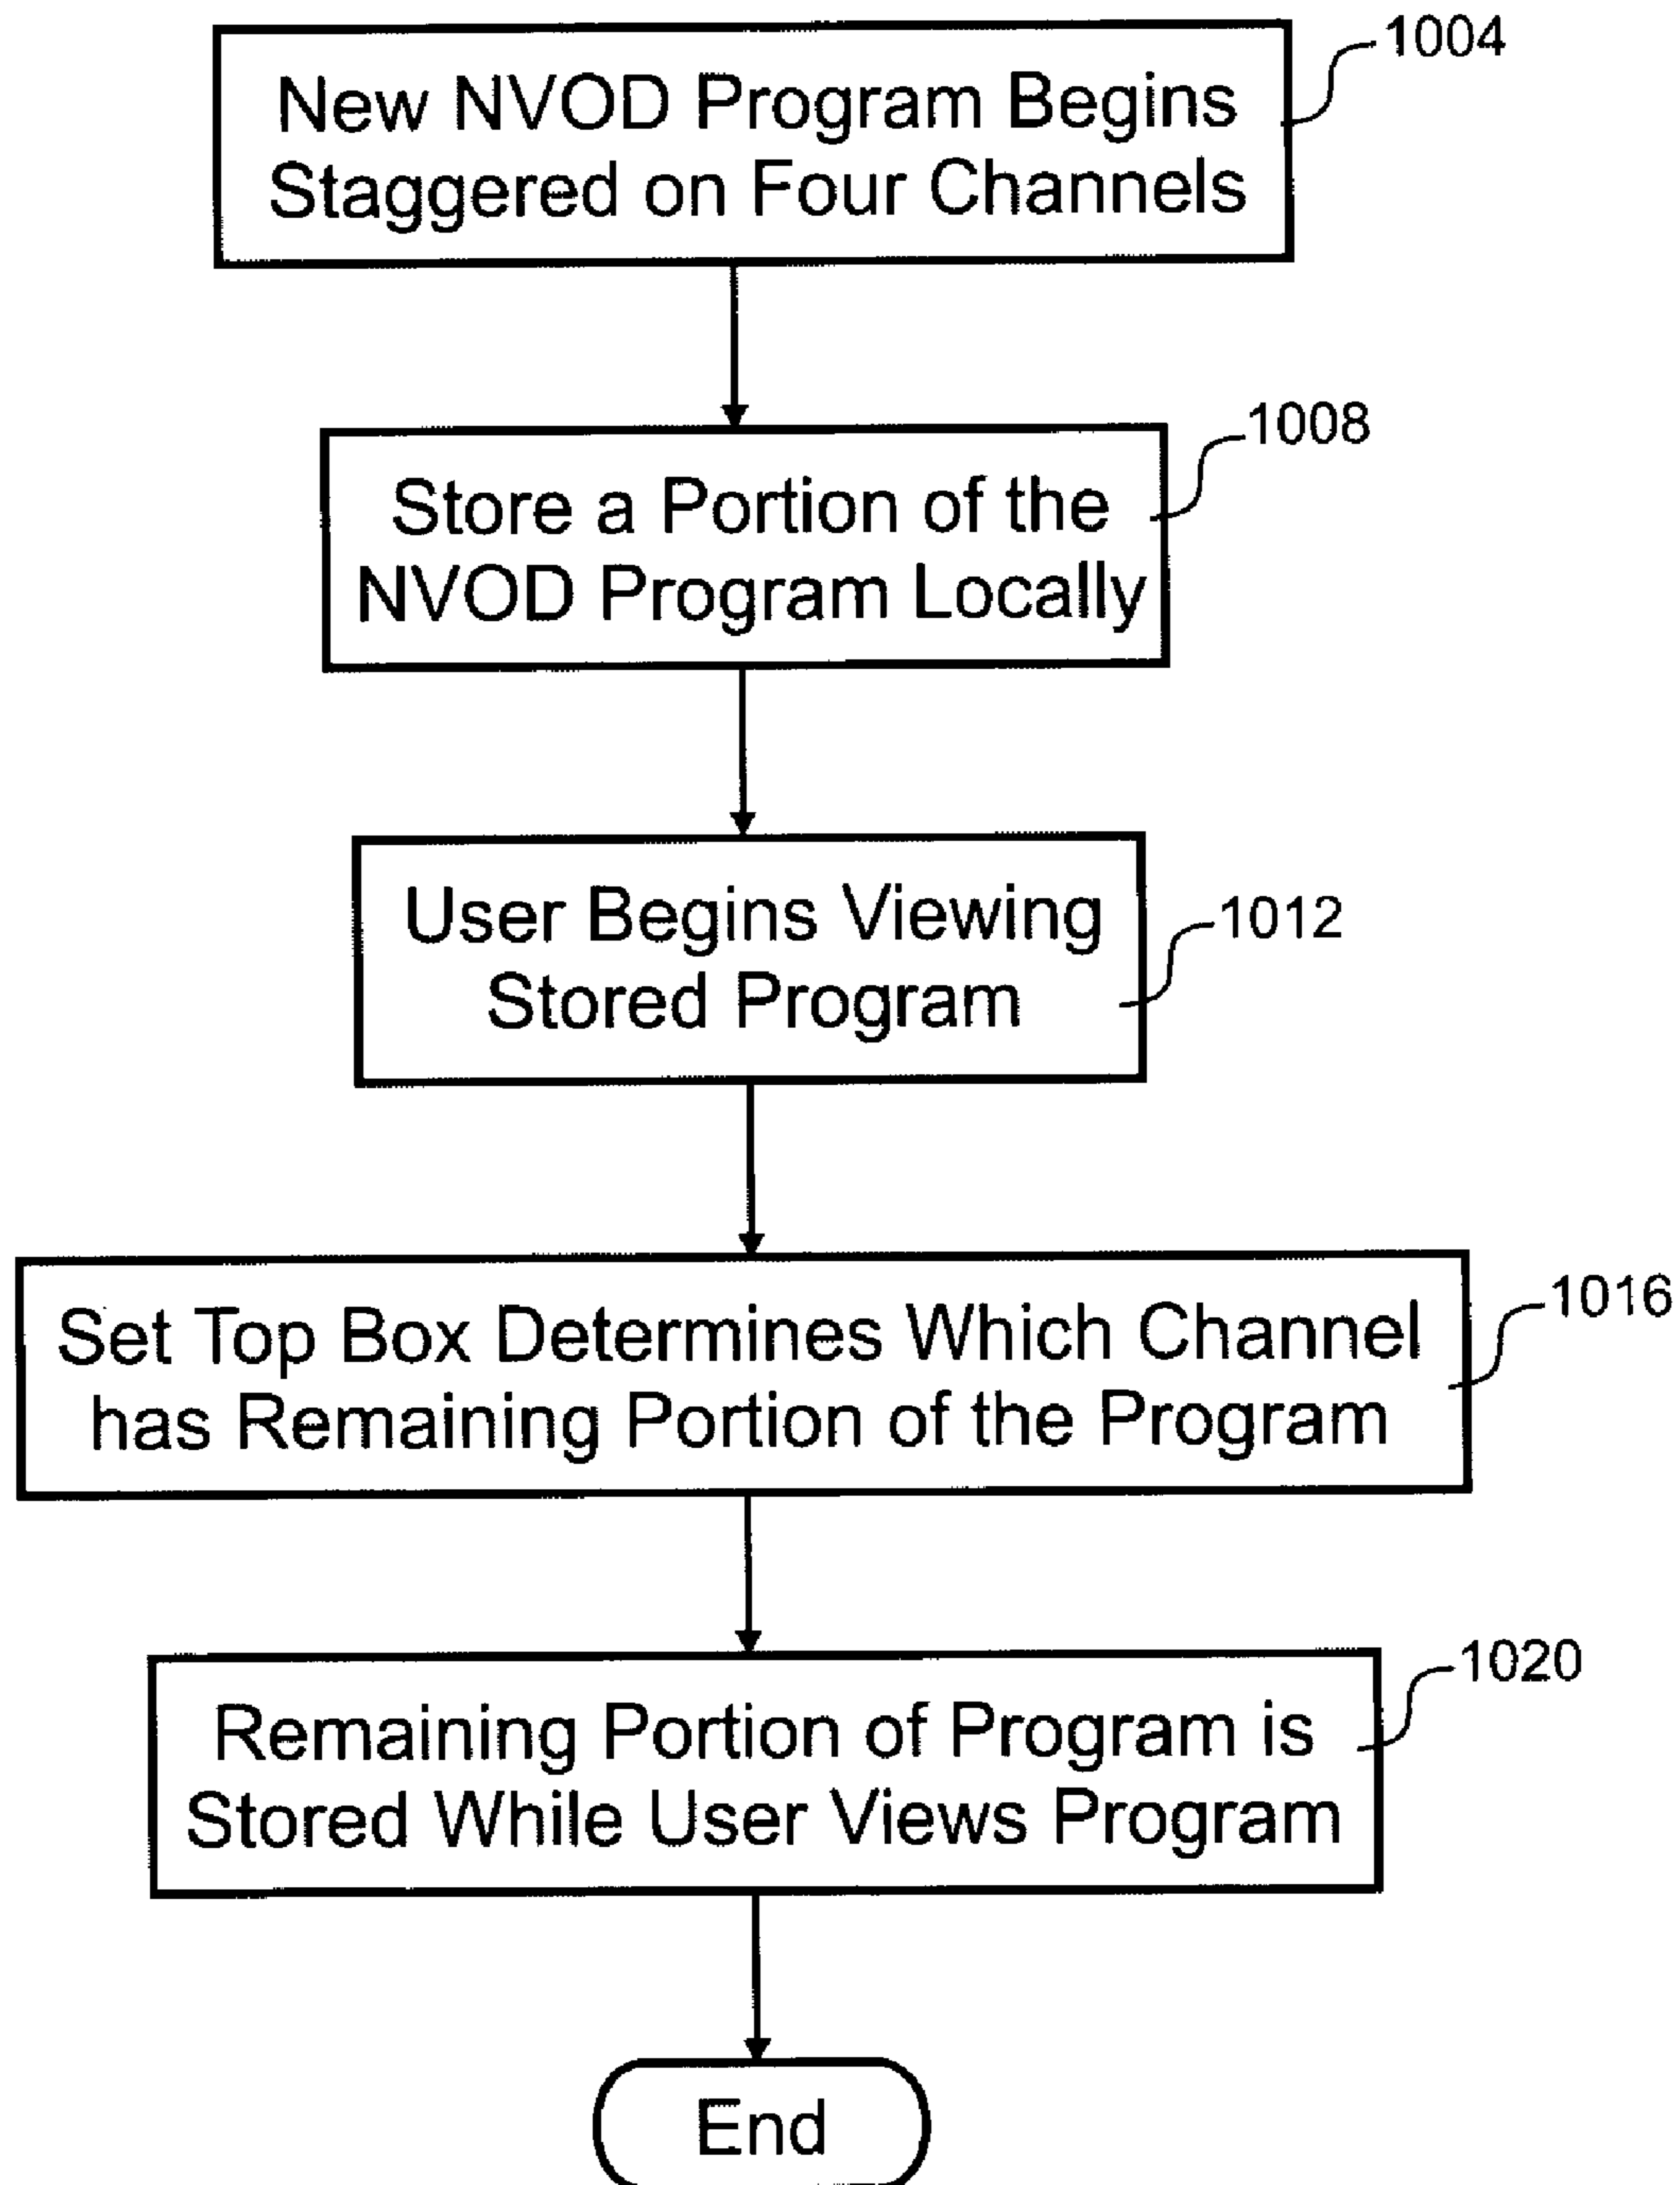 1004
New NVOD Program Begins
Staggered on Four Channels
1008
Store a Portion of the
NVOD Program Locally
1012
User Begins Viewing
Stored Program
1016
Set Top Box Determines Which Channel
has Remaining Portion of the Program
1020
Remaining Portion of Program is
Stored While User Views Program
End